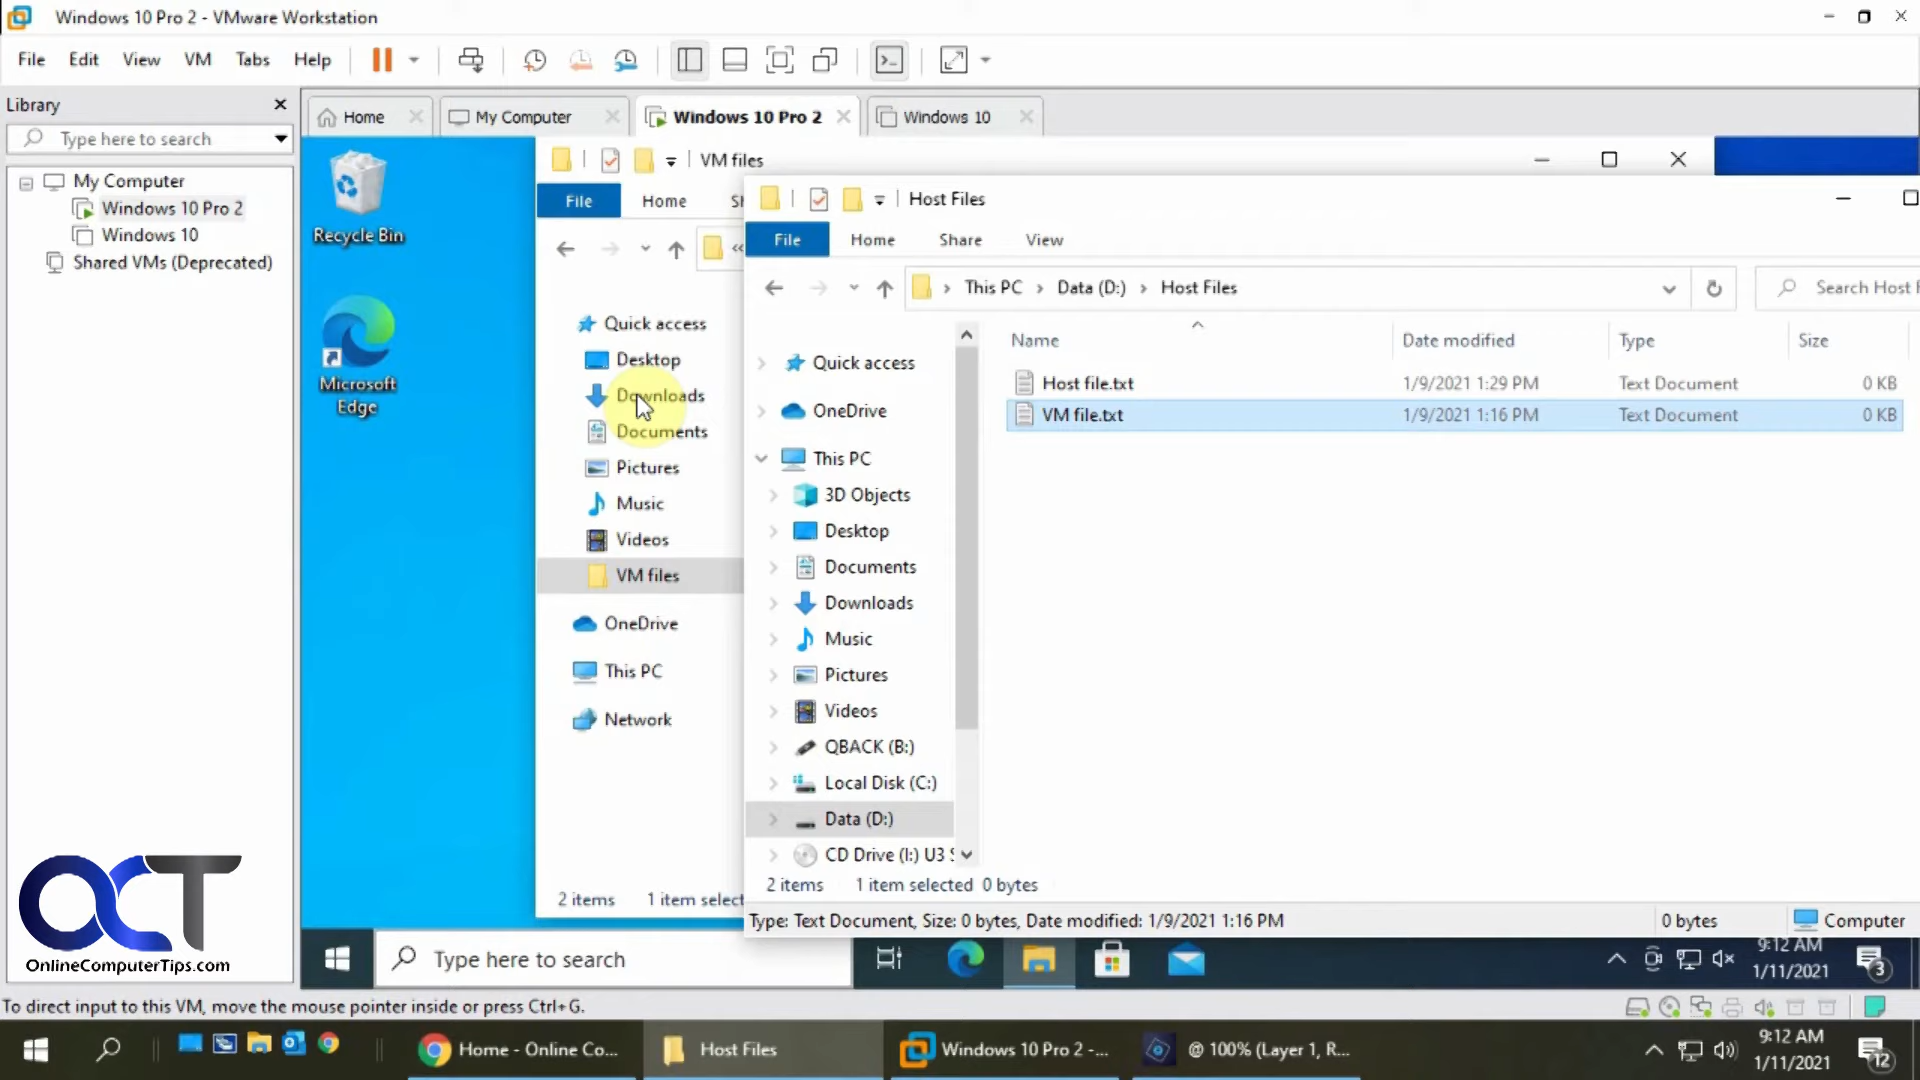 Windows 10 Pro 2 - VMware Workstation
File Edit View VM Tabs Help
Library
Type here to search
My Computer
Windows 10 Pro 2
Windows 10
Shared VMs (Deprecated)
Home My Computer Windows 10 Pro 2 Windows 10
Recycle Bin
Microsoft
Edge
VM files
File Home
Quick access
Desktop
Downloads
Documents
Pictures
Music
Videos
VM files
OneDrive
This PC
Network
2 items 1 item select
Host Files
File Home Share View
This PC › Data (D:) › Host Files
Search Host F
Name Date modified Type Size
Host file.txt 1/9/2021 1:29 PM Text Document 0 KB
VM file.txt 1/9/2021 1:16 PM Text Document 0 KB
Quick access
OneDrive
This PC
3D Objects
Desktop
Documents
Downloads
Music
Pictures
Videos
QBACK (B:)
Local Disk (C:)
Data (D:)
CD Drive (I:) U3 S
2 items 1 item selected 0 bytes
Type: Text Document, Size: 0 bytes, Date modified: 1/9/2021 1:16 PM 0 bytes Computer
Type here to search
9:12 AM
1/11/2021
3
OCT
OnlineComputerTips.com
To direct input to this VM, move the mouse pointer inside or press Ctrl+G.
Home - Online Co...
Host Files
Windows 10 Pro 2 -...
@ 100% (Layer 1, R...
9:12 AM
1/11/2021
12